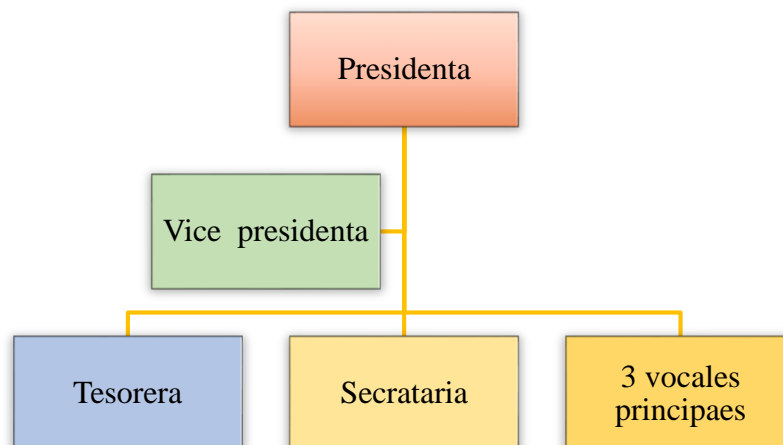 Presidenta
Vice presidenta
Tesorera
Secrataria
3 vocales
principaes